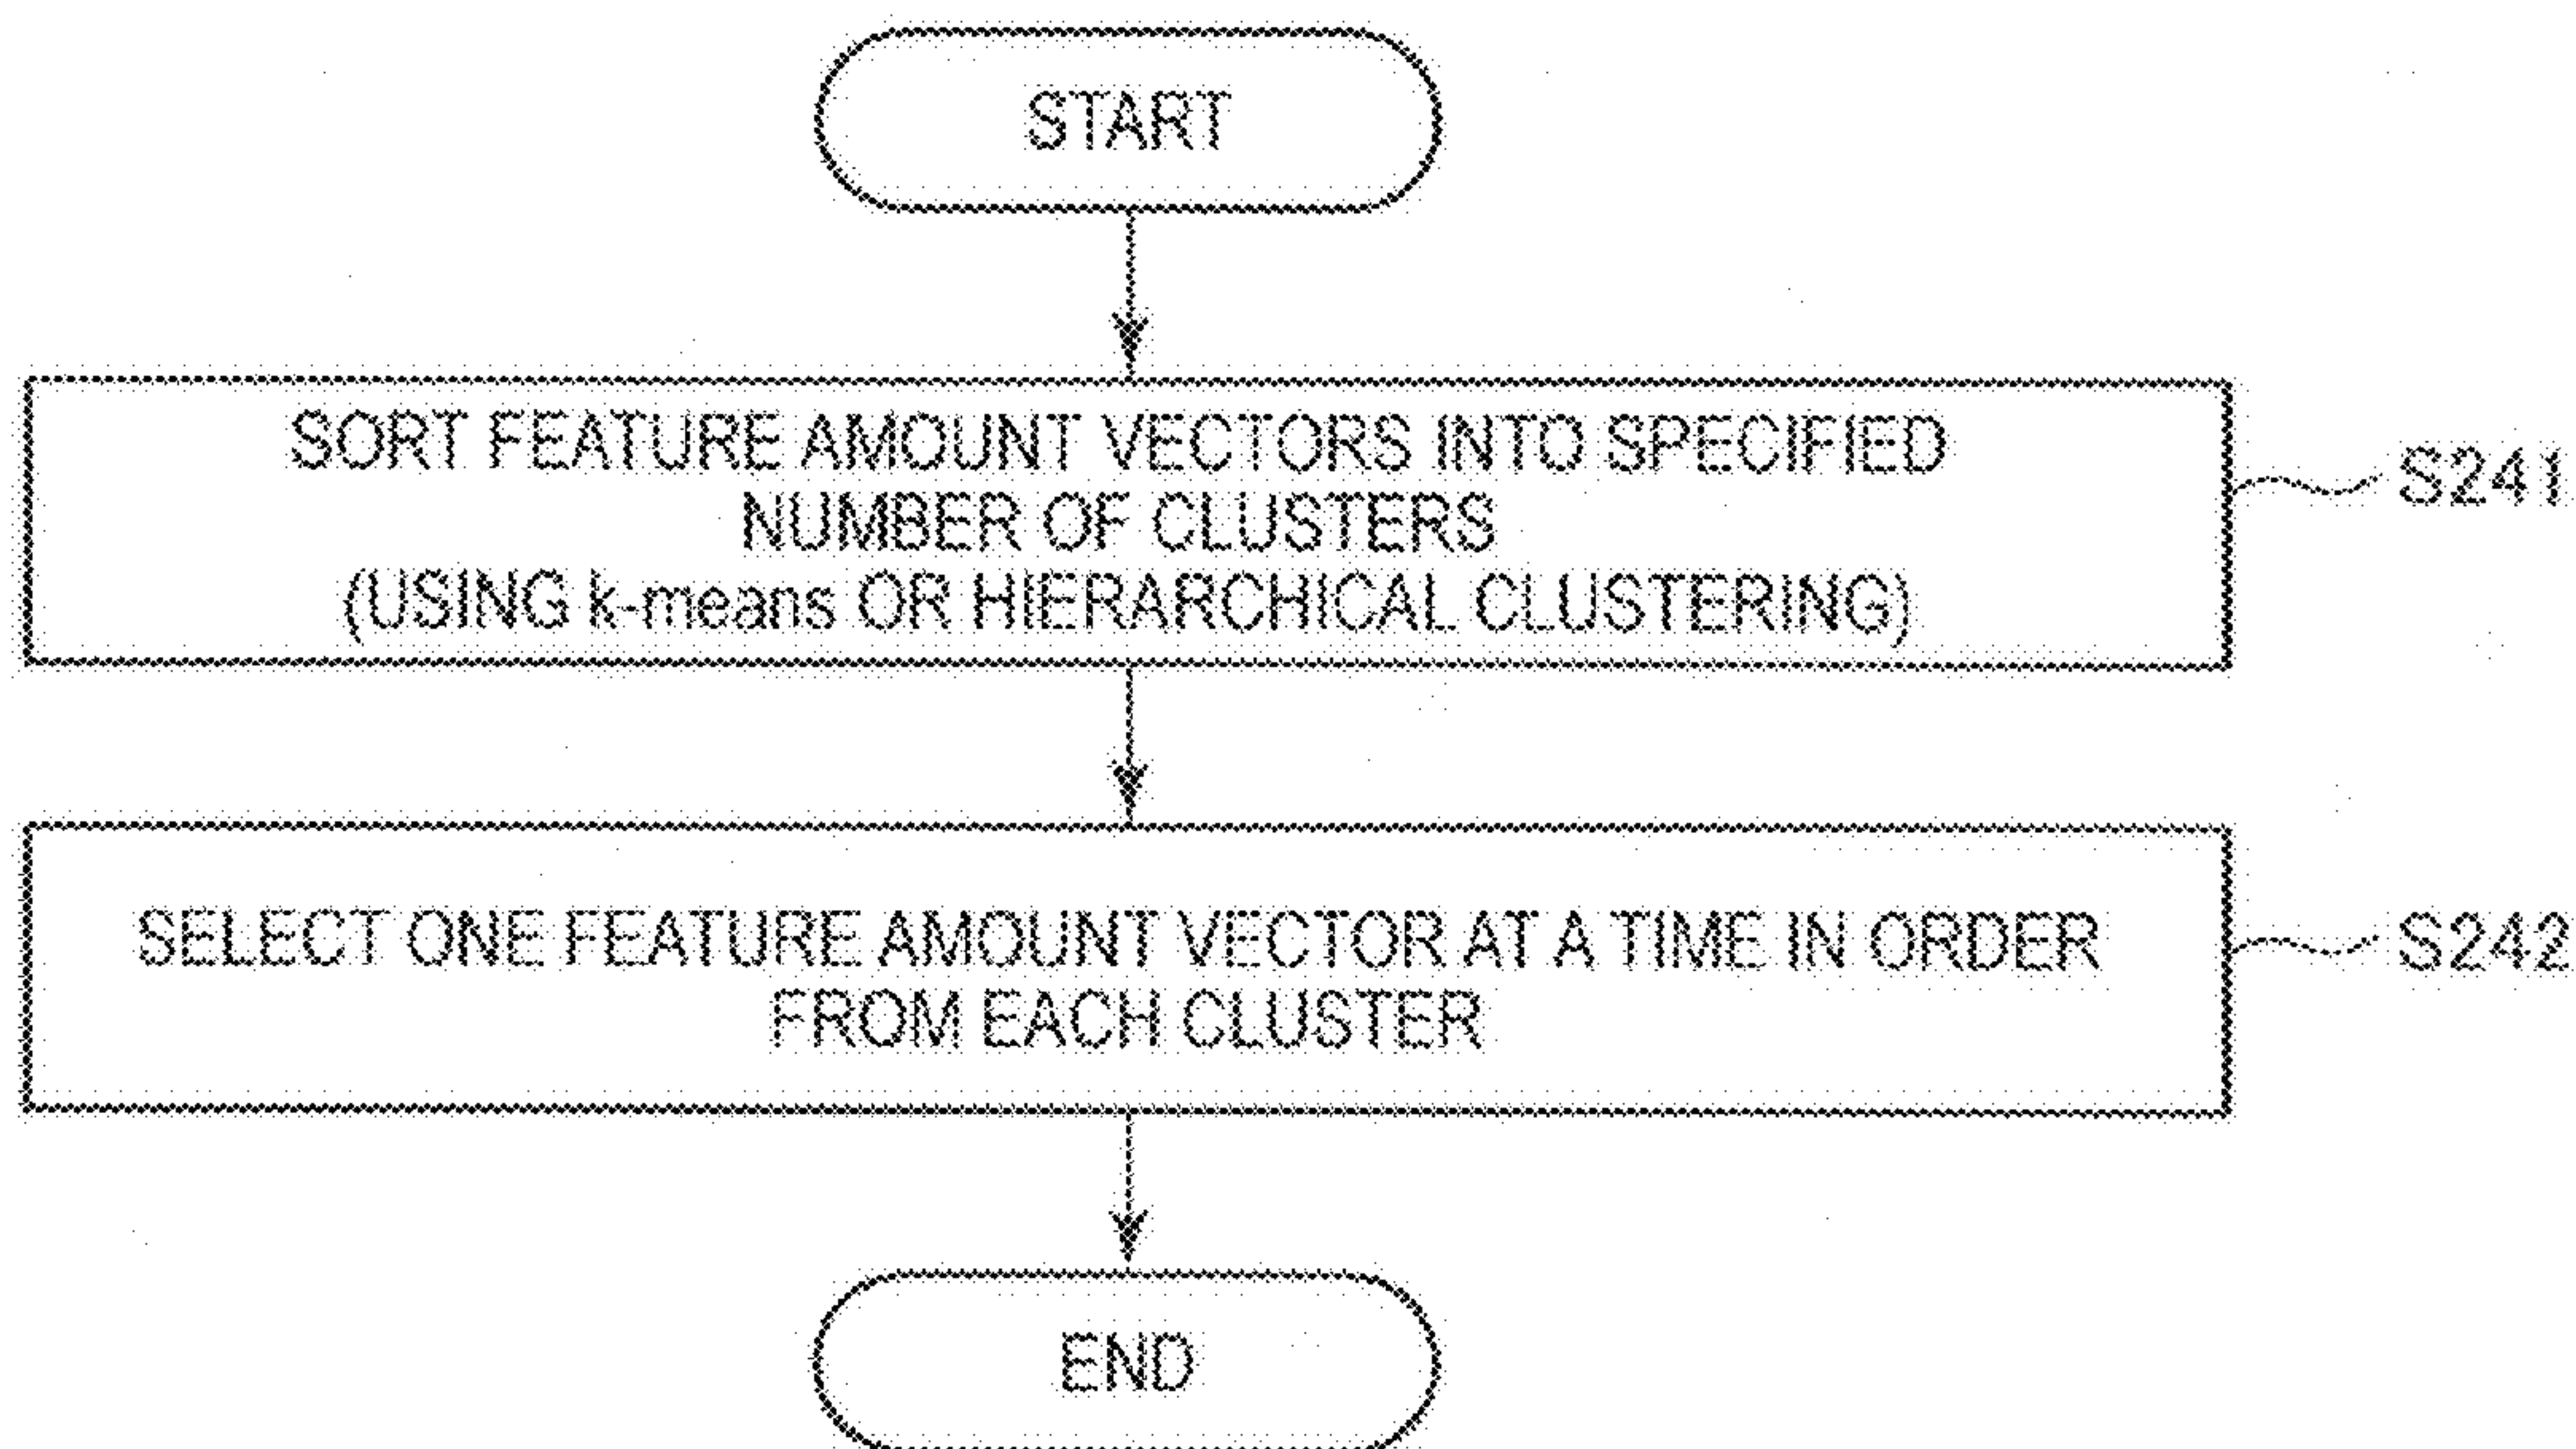 START
SORT FEATURE AMOUNT VECTORS INTO SPECIFIED
NUMBER OF CLUSTERS
(USING k-means OR HIERARCHICAL CLUSTERING)
S241
SELECT ONE FEATURE AMOUNT VECTOR AT A TIME IN ORDER
FROM EACH CLUSTER
S242
END